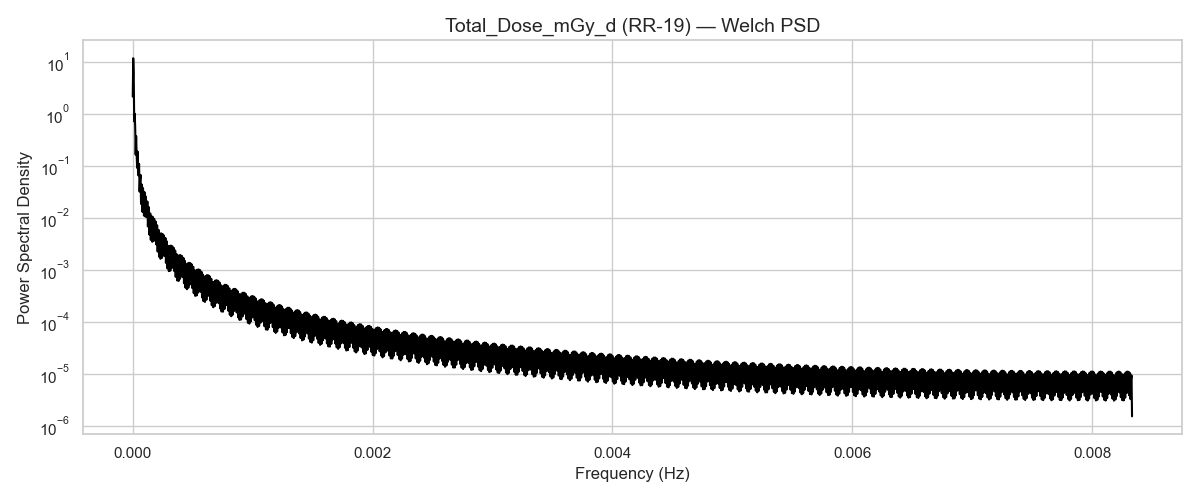 Total_Dose_mGy_d (RR-19) — Welch PSD
Power Spectral Density
10¹
10⁰
10⁻¹
10⁻²
10⁻³
10⁻⁴
10⁻⁵
10⁻⁶
0.000 0.002 0.004 0.006 0.008
Frequency (Hz)